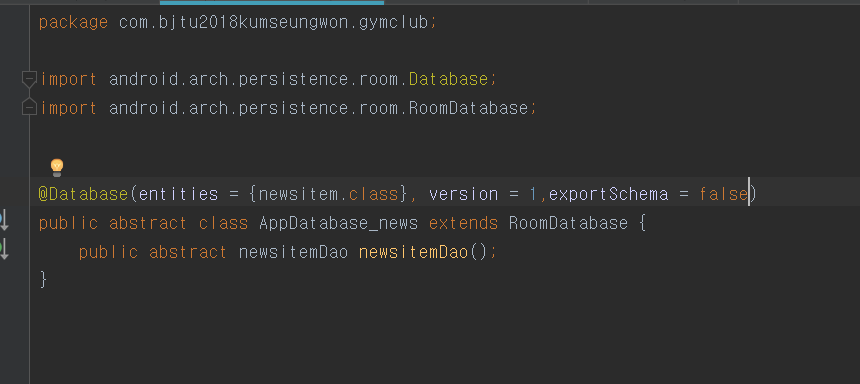 package com.bjtu2018kumseungwon.gymclub;
import android.arch.persistence.room.Database;
import android.arch.persistence.room.RoomDatabase;
@Database(entities = {newsitem.class}, version = 1,exportSchema = false)
public abstract class AppDatabase_news extends RoomDatabase {
    public abstract newsitemDao newsitemDao();
}